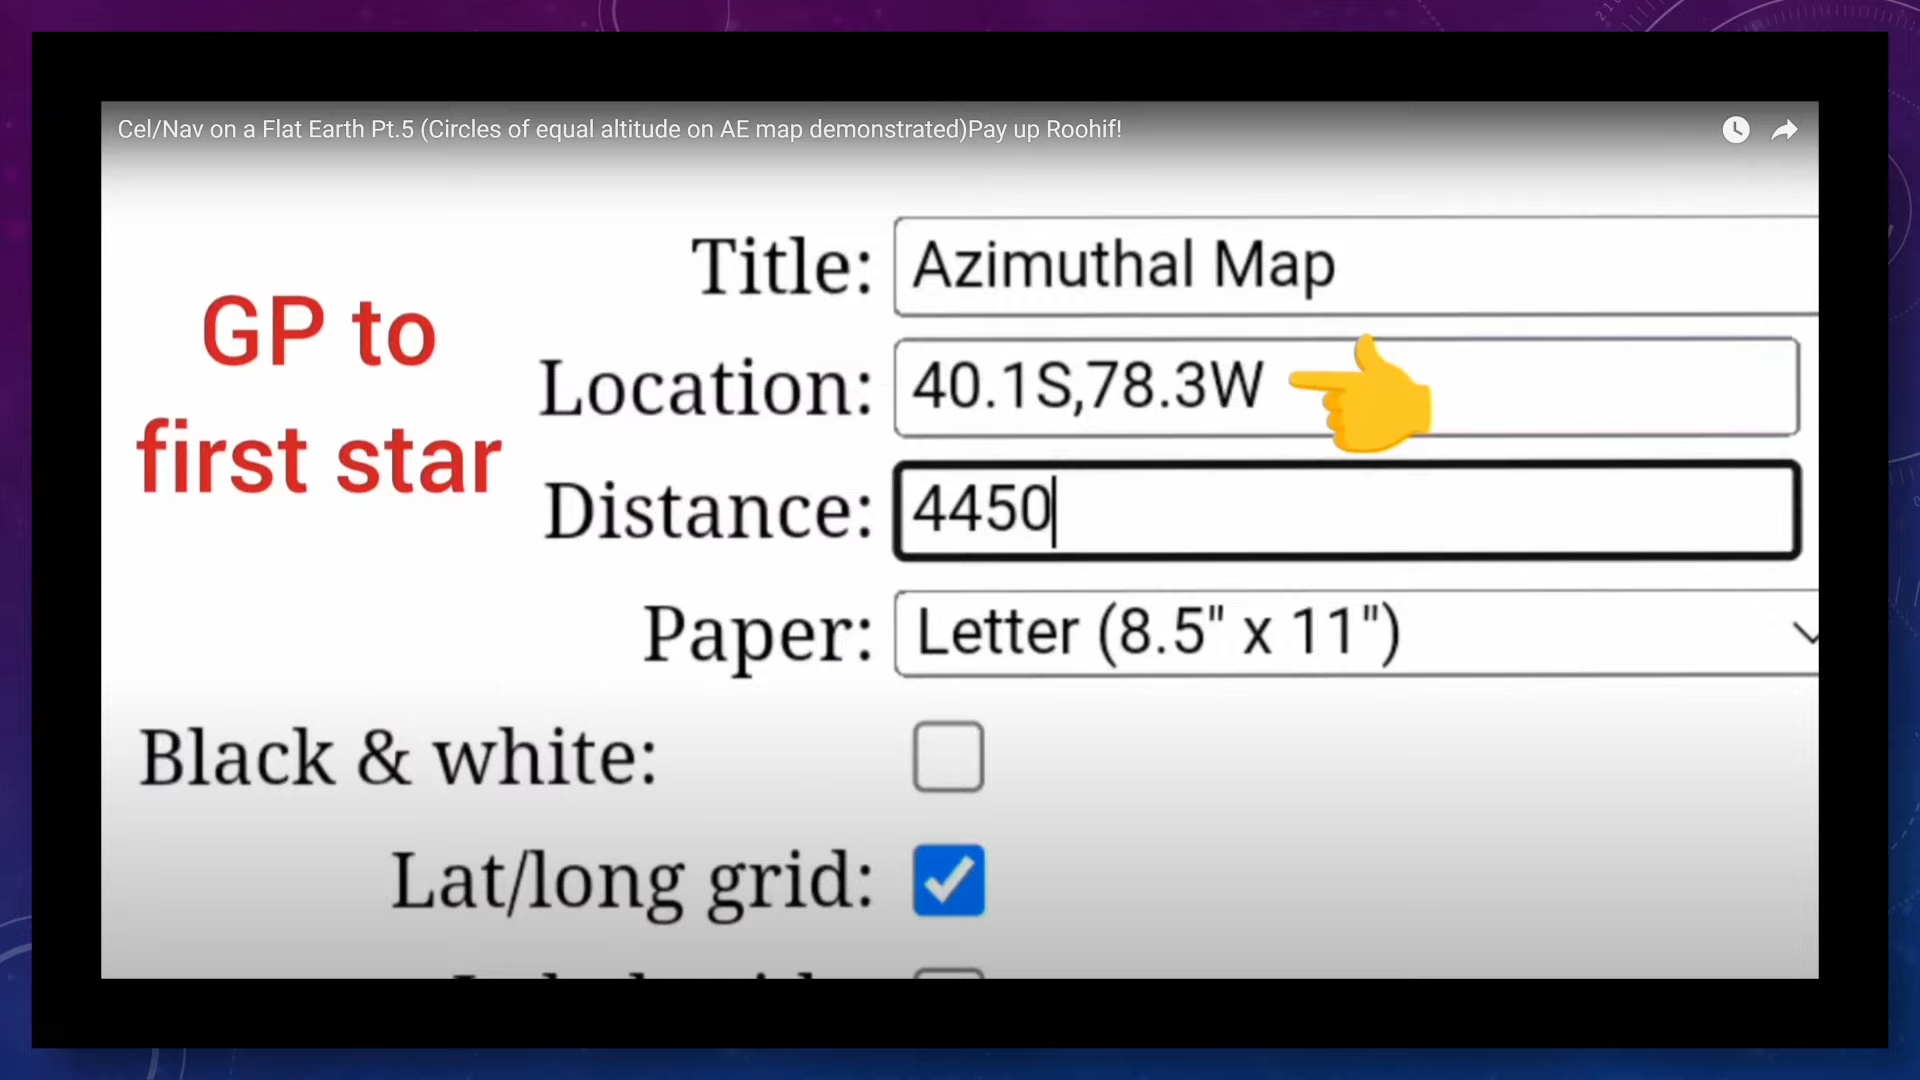 Cel/Nav on a Flat Earth Pt.5 (Circles of equal altitude on AE map demonstrated)Pay up Roohif!
GP to
first star
Title: Azimuthal Map
Location: 40.1S,78.3W
Distance: 4450
Paper: Letter (8.5" x 11")
Black & white:
Lat/long grid: